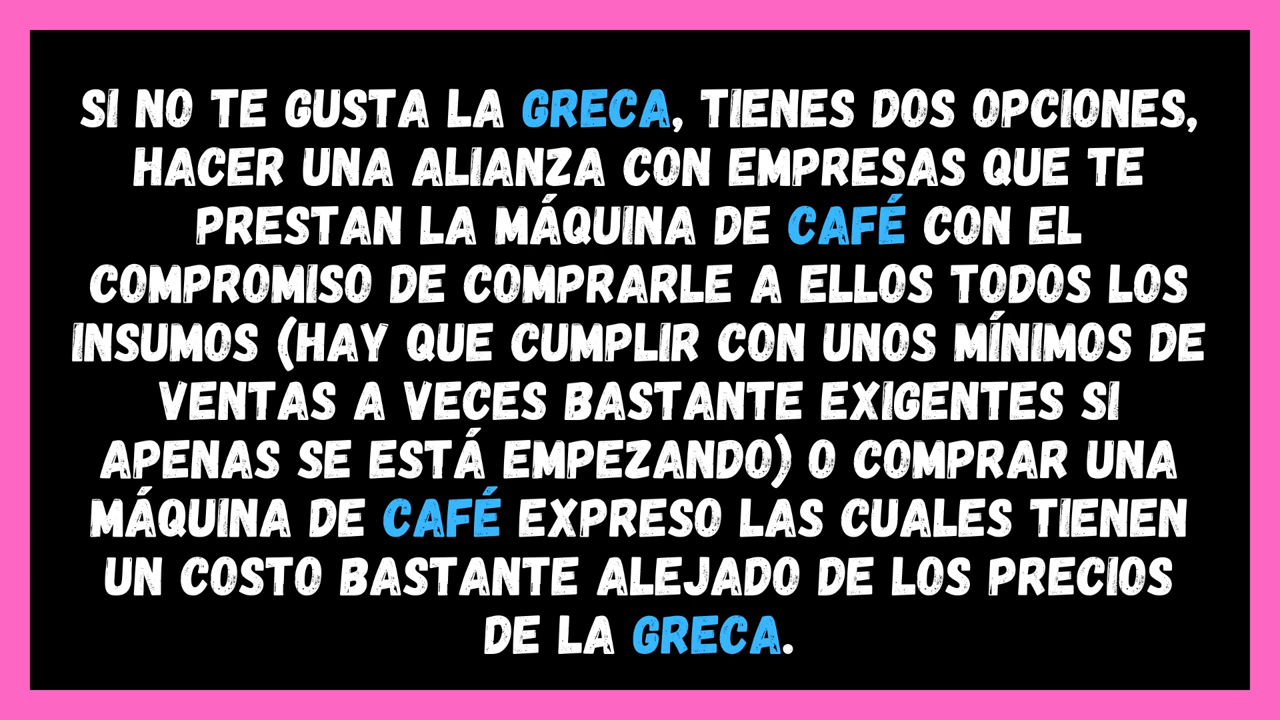 SI NO TE GUSTA LA GRECA, TIENES DOS OPCIONES,
HACER UNA ALIANZA CON EMPRESAS QUE TE
PRESTAN LA MÁQUINA DE CAFÉ CON EL
COMPROMISO DE COMPRARLE A ELLOS TODOS LOS
INSUMOS (HAY QUE CUMPLIR CON UNOS MÍNIMOS DE
VENTAS A VECES BASTANTE EXIGENTES SI
APENAS SE ESTÁ EMPEZANDO) O COMPRAR UNA
MÁQUINA DE CAFÉ EXPRESO LAS CUALES TIENEN
UN COSTO BASTANTE ALEJADO DE LOS PRECIOS
DE LA GRECA.